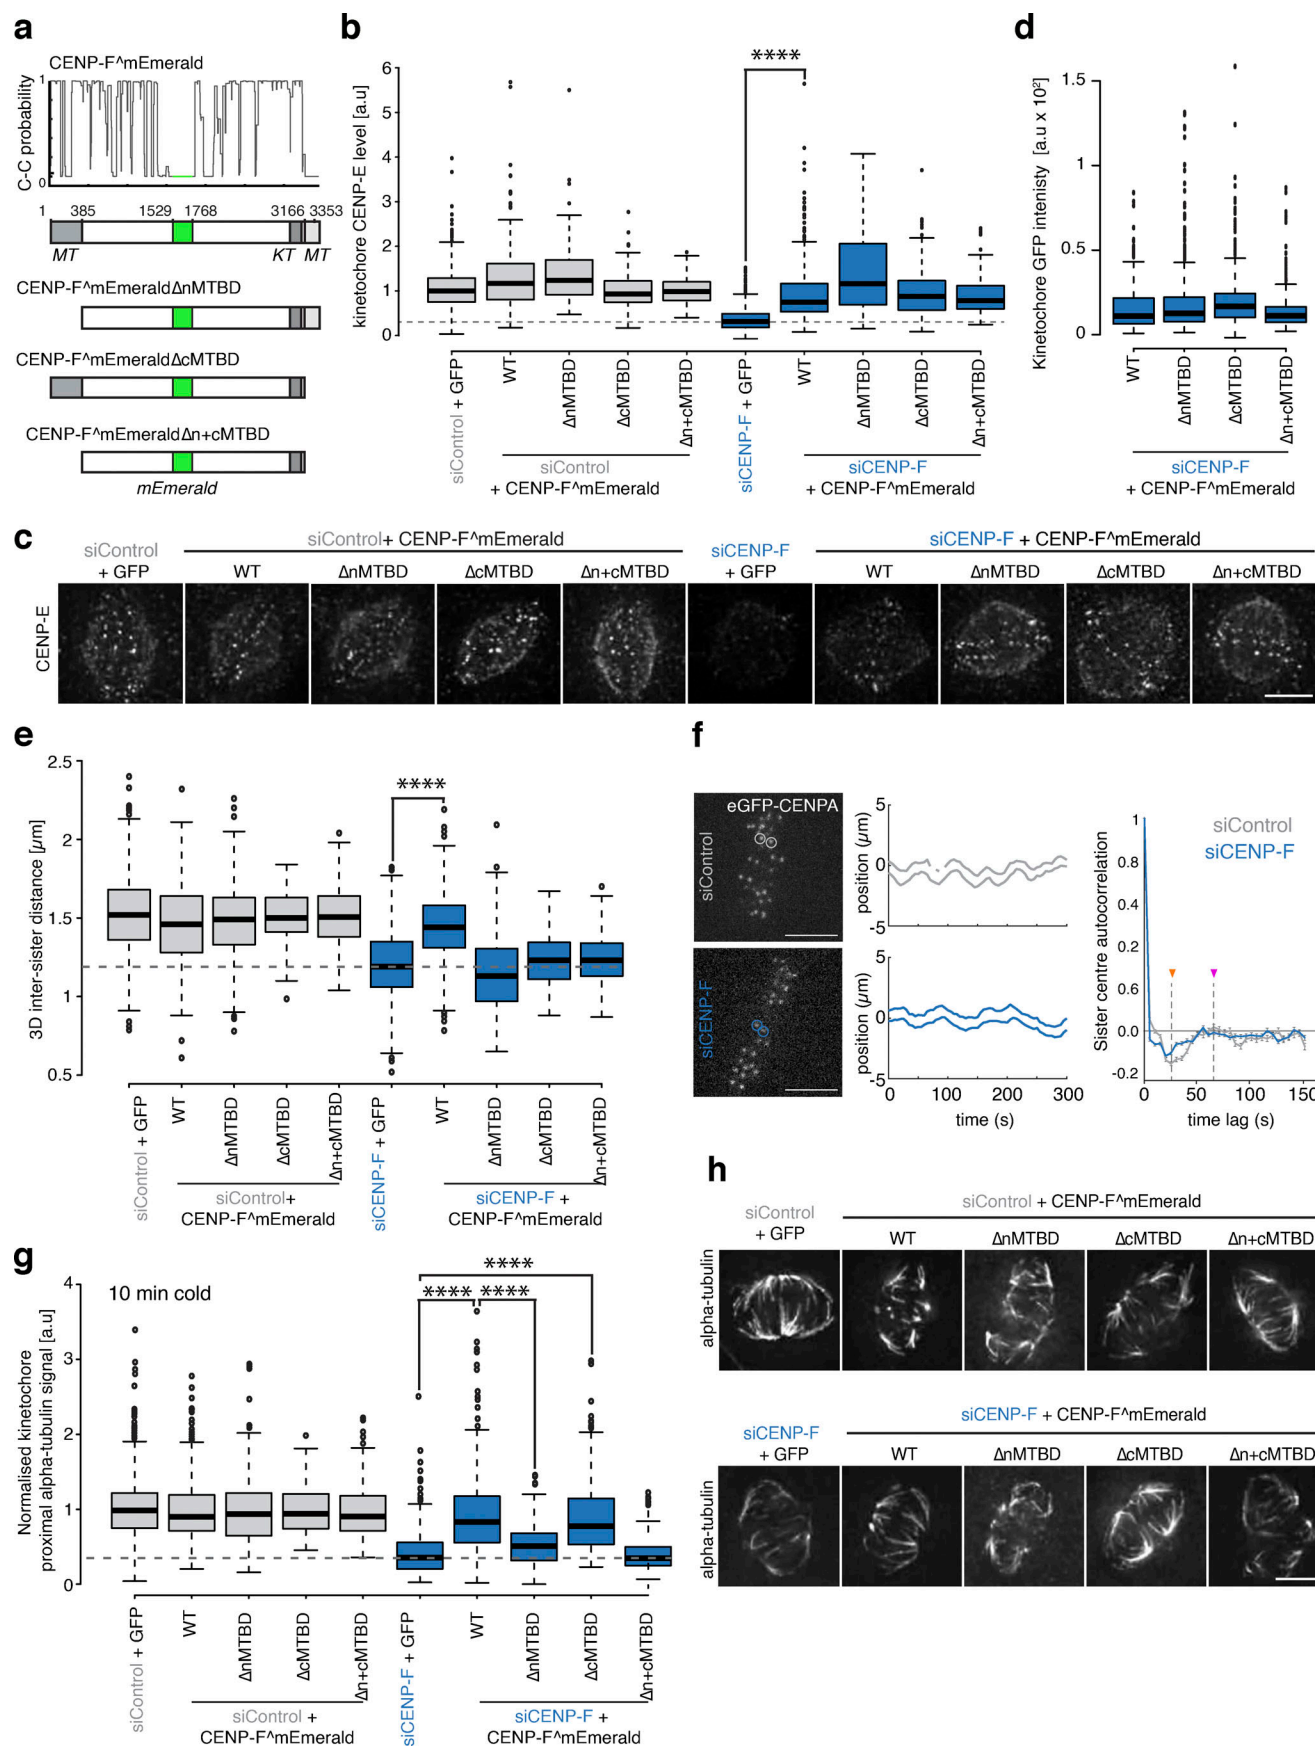 a
CENP-F^mEmerald
C-C probability
1
0
1 385 1529 1768 3166 3353
MT KT MT
CENP-F^mEmeraldΔnMTBD
CENP-F^mEmeraldΔcMTBD
CENP-F^mEmeraldΔn+cMTBD
mEmerald
b
kinetochore CENP-E level [a.u]
6
5
4
3
2
1
0
****
siControl + GFP
WT
ΔnMTBD
ΔcMTBD
Δn+cMTBD
siCENP-F + GFP
WT
ΔnMTBD
ΔcMTBD
Δn+cMTBD
siControl
+ CENP-F^mEmerald
siCENP-F
+ CENP-F^mEmerald
d
Kinetochore GFP intenisty [a.u x 10²]
1.5
1
0.5
0
WT
ΔnMTBD
ΔcMTBD
Δn+cMTBD
siCENP-F
+ CENP-F^mEmerald
c
siControl
+ GFP
siControl+ CENP-F^mEmerald
WT ΔnMTBD ΔcMTBD Δn+cMTBD
siCENP-F
+ GFP
siCENP-F + CENP-F^mEmerald
WT ΔnMTBD ΔcMTBD Δn+cMTBD
CENP-E
e
3D inter-sister distance [µm]
2.5
2
1.5
1
0.5
****
siControl + GFP
WT
ΔnMTBD
ΔcMTBD
Δn+cMTBD
siCENP-F + GFP
WT
ΔnMTBD
ΔcMTBD
Δn+cMTBD
siControl+
CENP-F^mEmerald
siCENP-F +
CENP-F^mEmerald
f
eGFP-CENPA
siControl
siCENP-F
position (µm)
5
0
-5
position (µm)
5
0
-5
0 100 200 300
time (s)
Sister centre autocorrelation
siControl
siCENP-F
1
0.8
0.4
0.2
0.6
0.0
-0.2
0 50 100 150
time lag (s)
g
10 min cold
Normalised kinetochore
proximal alpha-tubulin signal [a.u]
4
3
2
1
0
****
**** ****
siControl + GFP
WT
ΔnMTBD
ΔcMTBD
Δn+cMTBD
siCENP-F + GFP
WT
ΔnMTBD
ΔcMTBD
Δn+cMTBD
siControl +
CENP-F^mEmerald
siCENP-F +
CENP-F^mEmerald
h
siControl
+ GFP
siControl + CENP-F^mEmerald
WT ΔnMTBD ΔcMTBD Δn+cMTBD
alpha-tubulin
siCENP-F
+ GFP
siCENP-F + CENP-F^mEmerald
WT ΔnMTBD ΔcMTBD Δn+cMTBD
alpha-tubulin